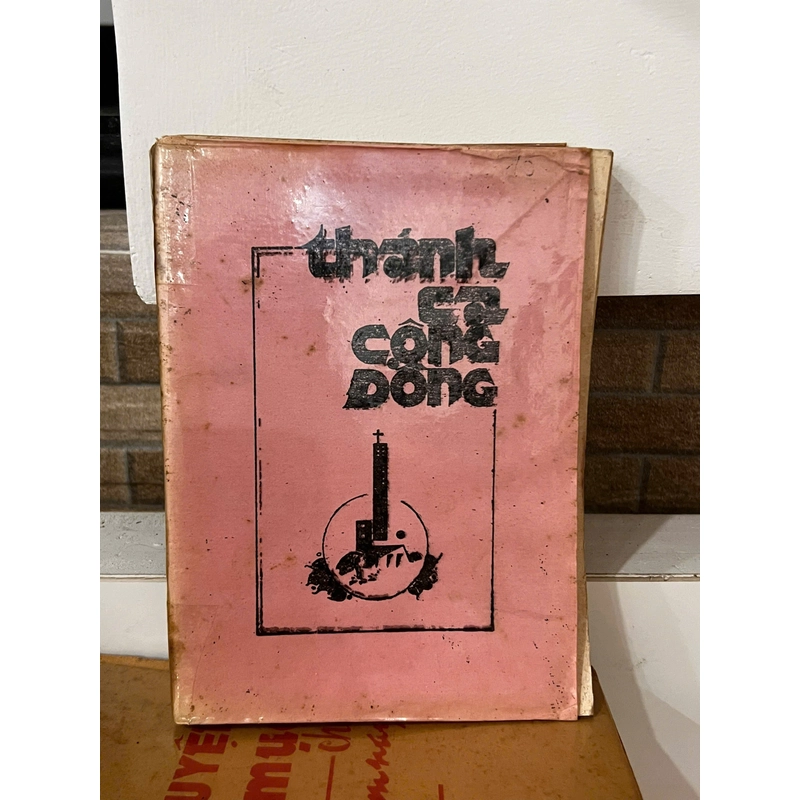 thánh
ca
cộng
Đồng